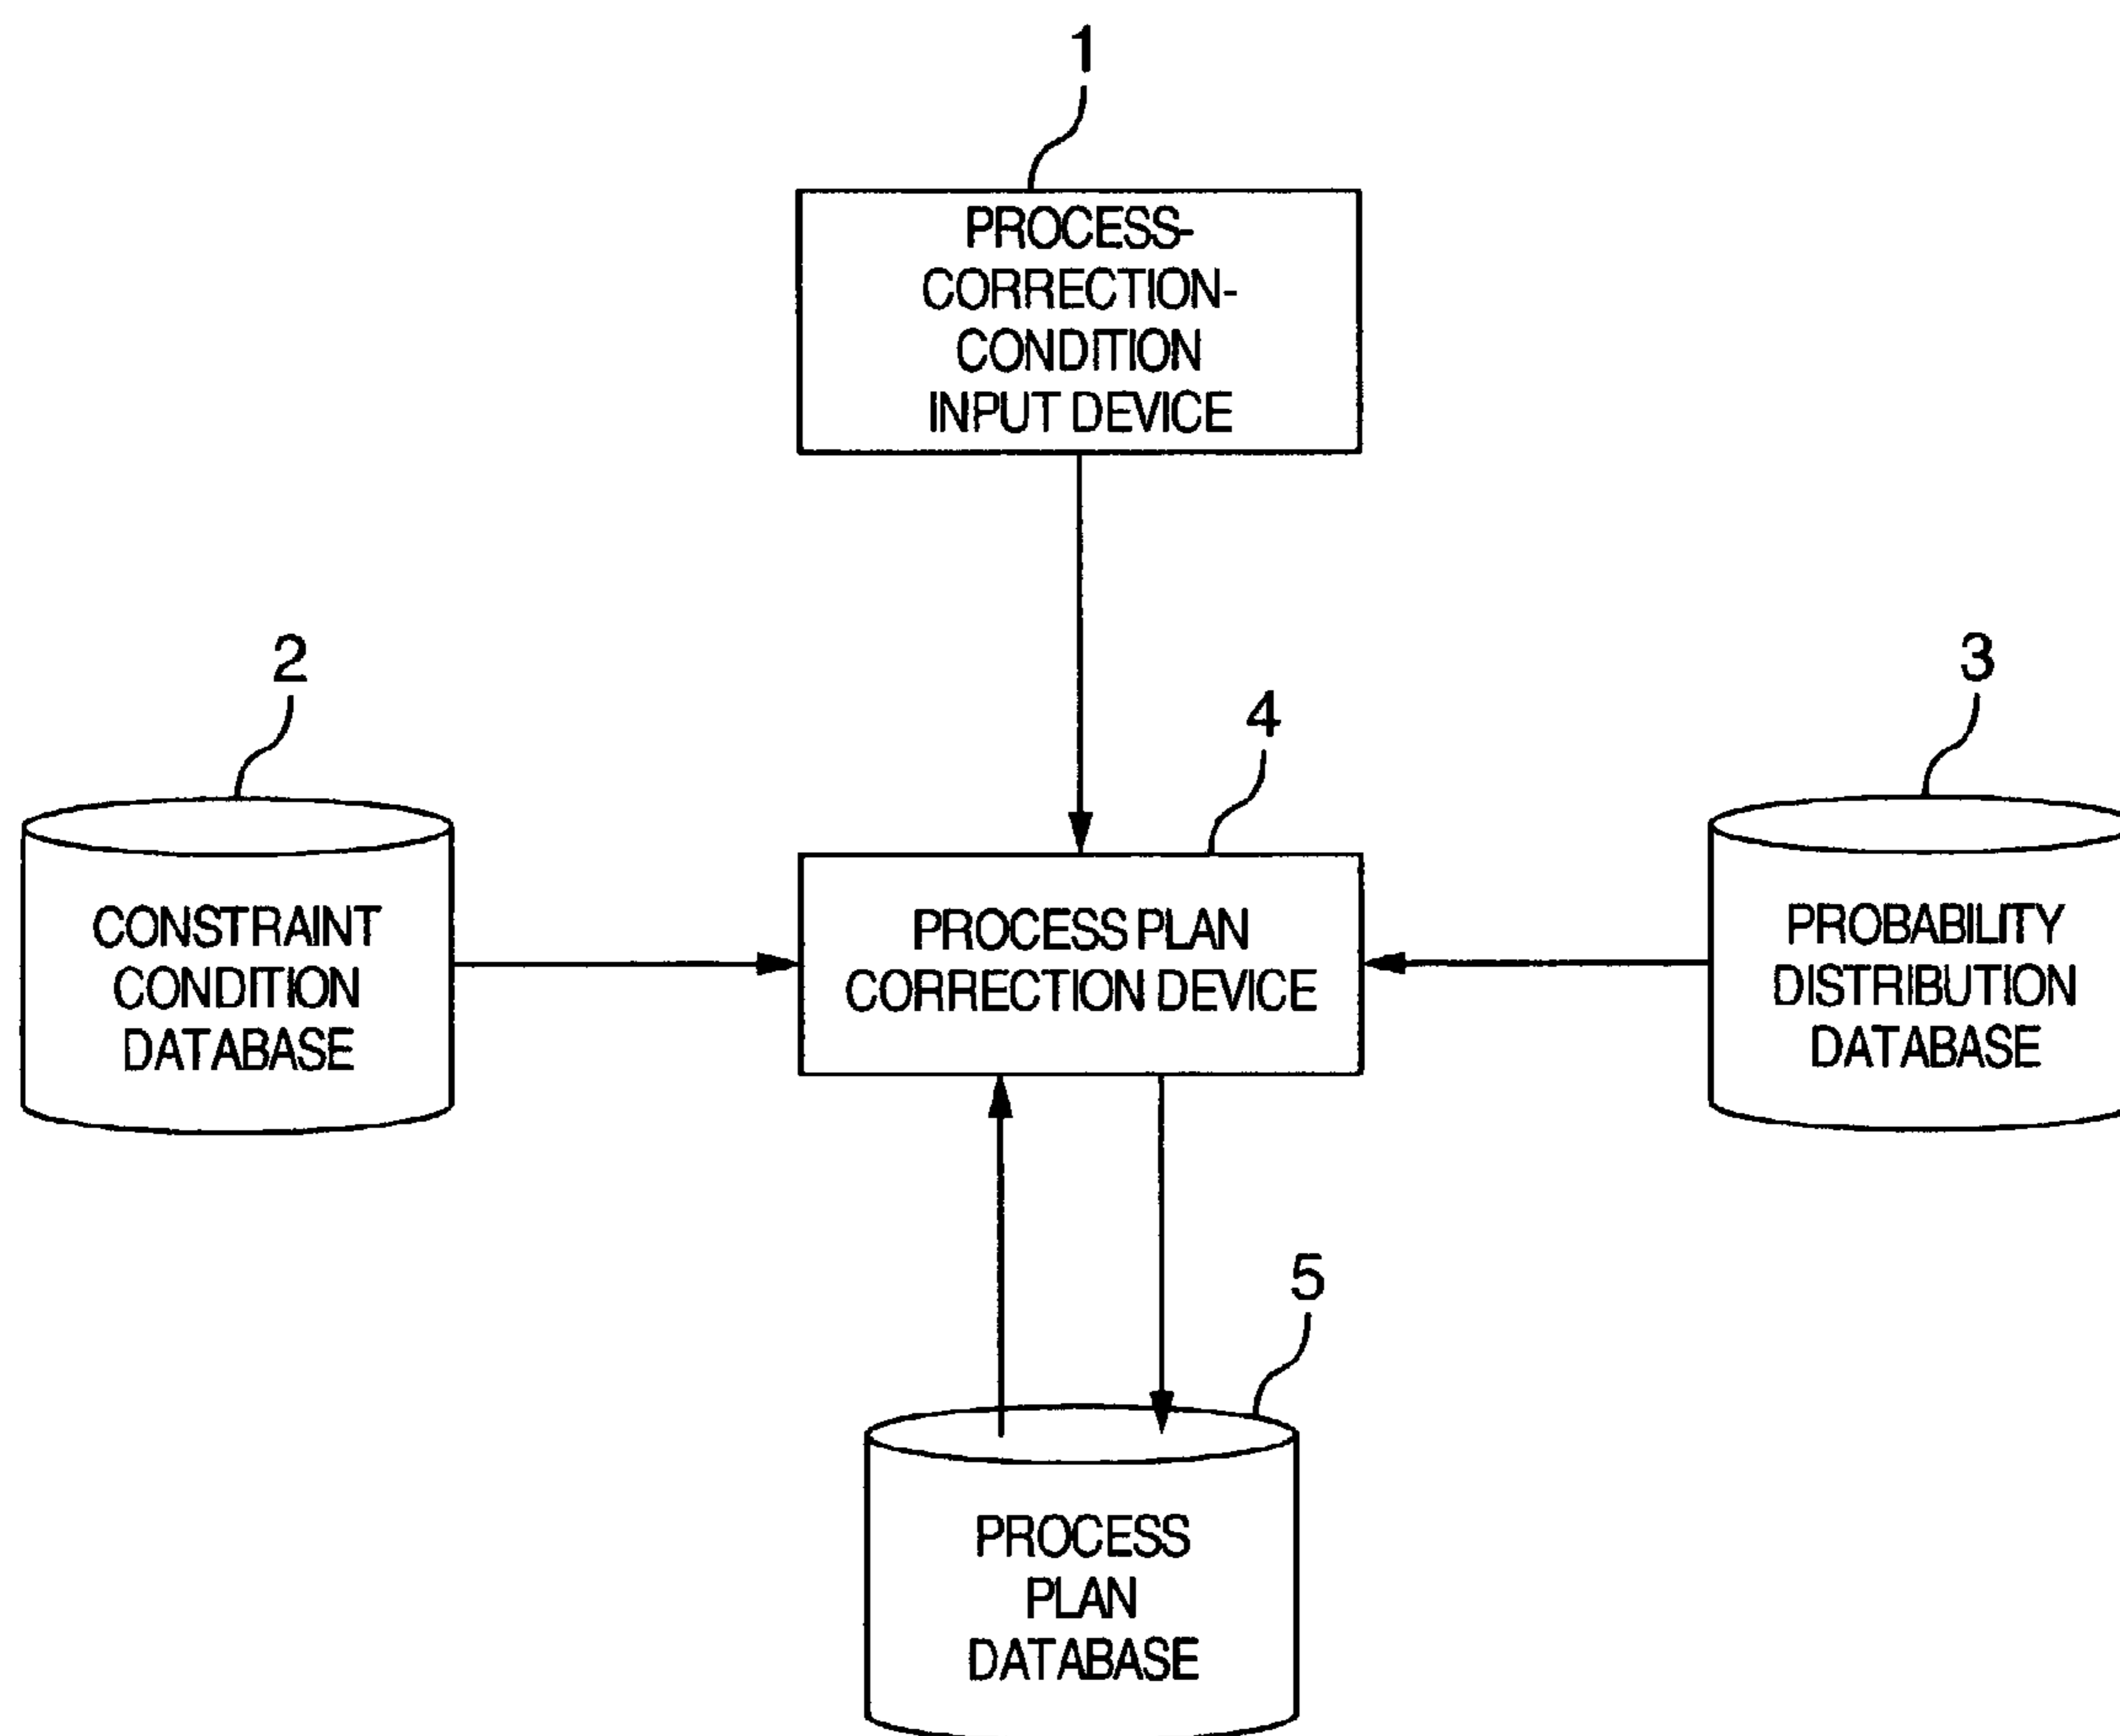 1
PROCESS-
CORRECTION-
CONDITION
INPUT DEVICE
2
CONSTRAINT
CONDITION
DATABASE
4
PROCESS PLAN
CORRECTION DEVICE
3
PROBABILITY
DISTRIBUTION
DATABASE
5
PROCESS
PLAN
DATABASE